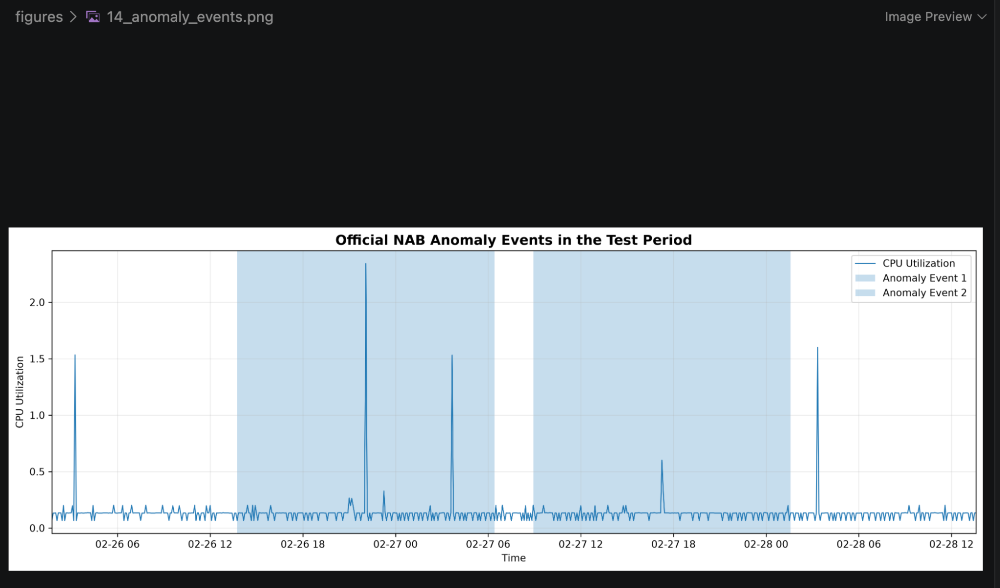 figures > 14_anomaly_events.png
Image Preview
Official NAB Anomaly Events in the Test Period
CPU Utilization
Anomaly Event 1
Anomaly Event 2
CPU Utilization
2.0
1.5
1.0
0.5
0.0
02-26 06
02-26 12
02-26 18
02-27 00
02-27 06
02-27 12
02-27 18
02-28 00
02-28 06
02-28 12
Time